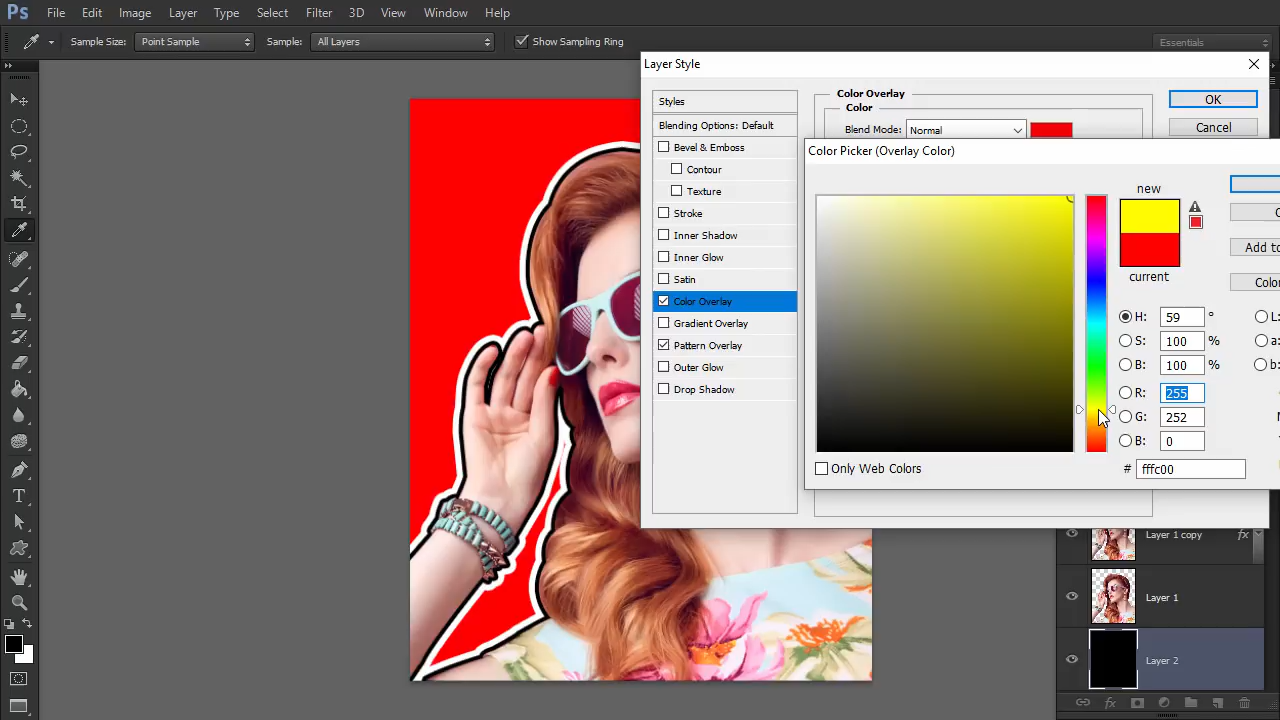 Ps File Edit Image Layer Type Select Filter 3D View Window Help
Sample Size: Point Sample Sample: All Layers Show Sampling Ring Essentials
Layer Style
Styles
Blending Options: Default
Bevel & Emboss
Contour
Texture
Stroke
Inner Shadow
Inner Glow
Satin
Color Overlay
Gradient Overlay
Pattern Overlay
Outer Glow
Drop Shadow
Color Overlay
Color
Blend Mode: Normal
OK
Cancel
Color Picker (Overlay Color)
new
current
Add to
H: 59 °
S: 100 %
B: 100 %
R: 255
G: 252
B: 0
L:
a:
b:
Only Web Colors
# fffc00
Layer 1 copy fx
Layer 1
Layer 2
fx